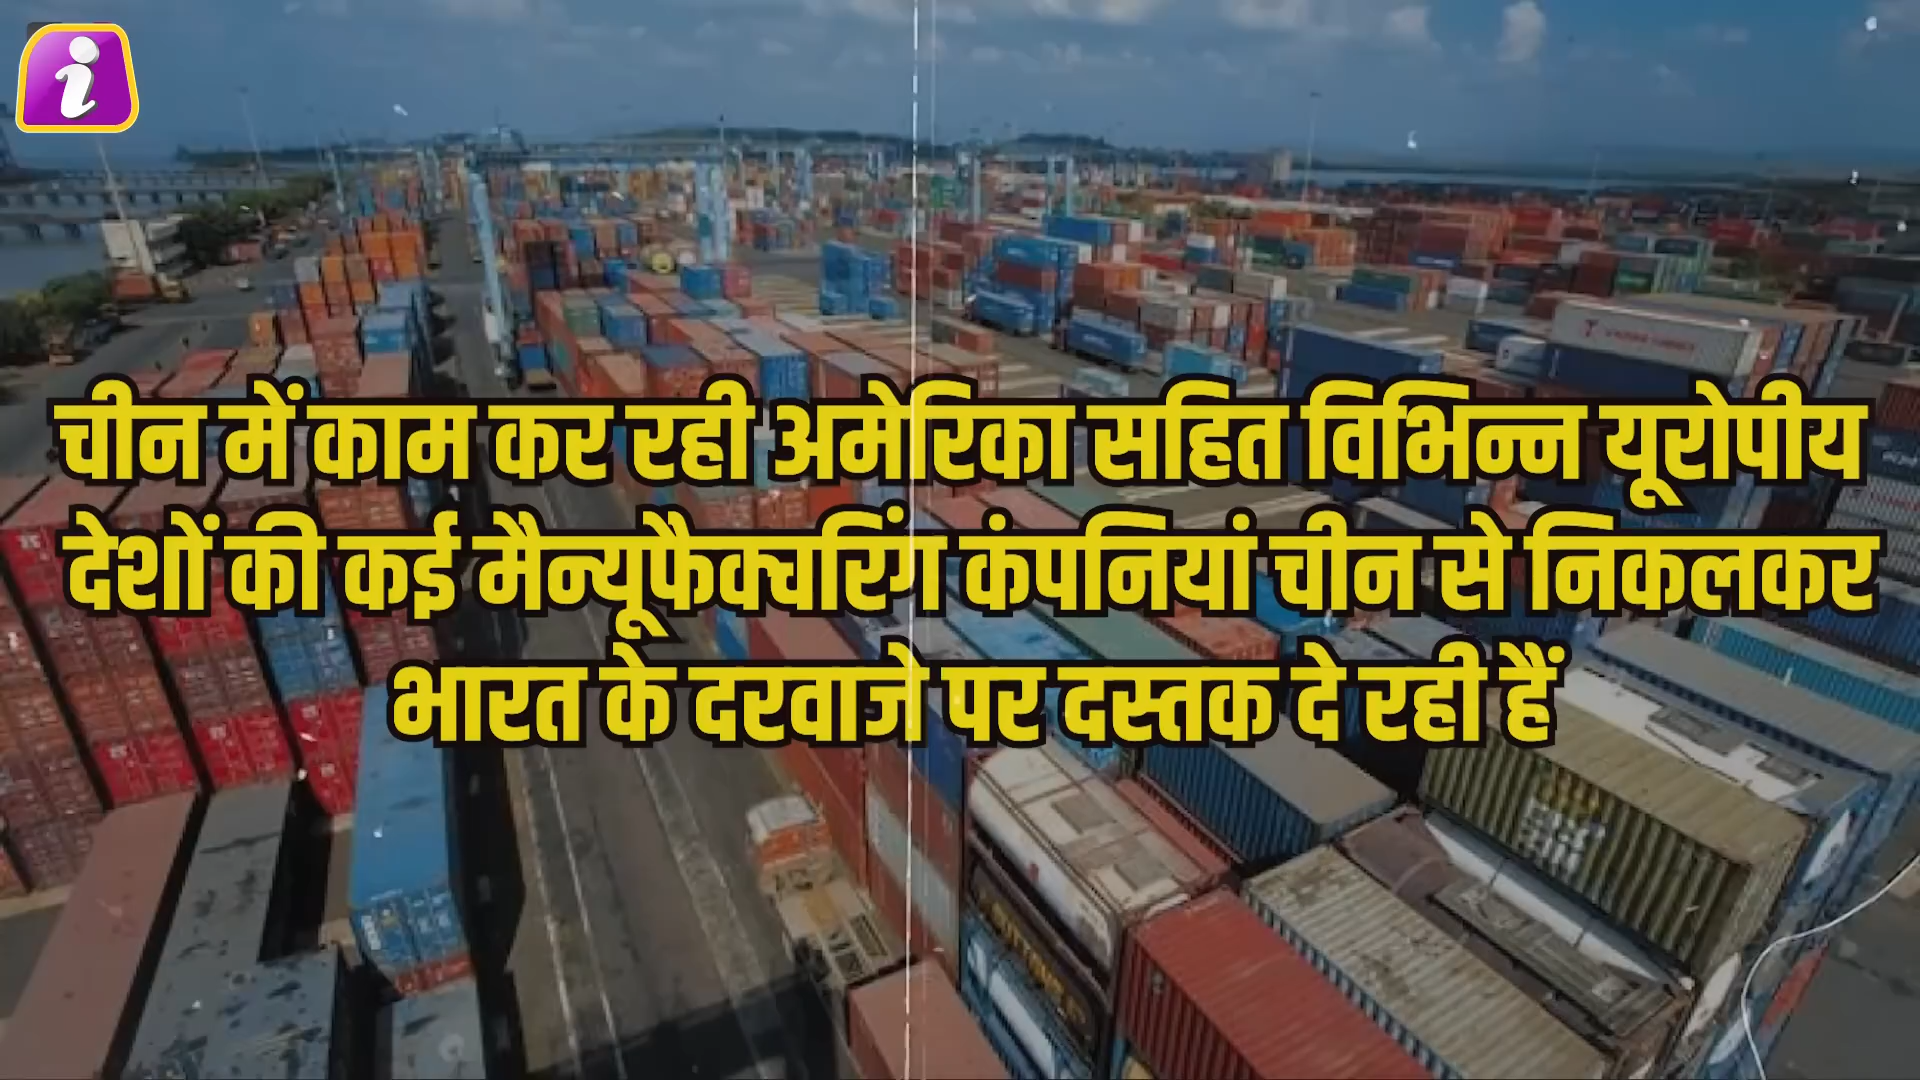 चीन में काम कर रही अमेरिका सहित विभिन्न यूरोपीय
देशों की कई मैन्यूफैक्चरिंग कंपनियां चीन से निकलकर
भारत के दरवाजे पर दस्तक दे रही हैं